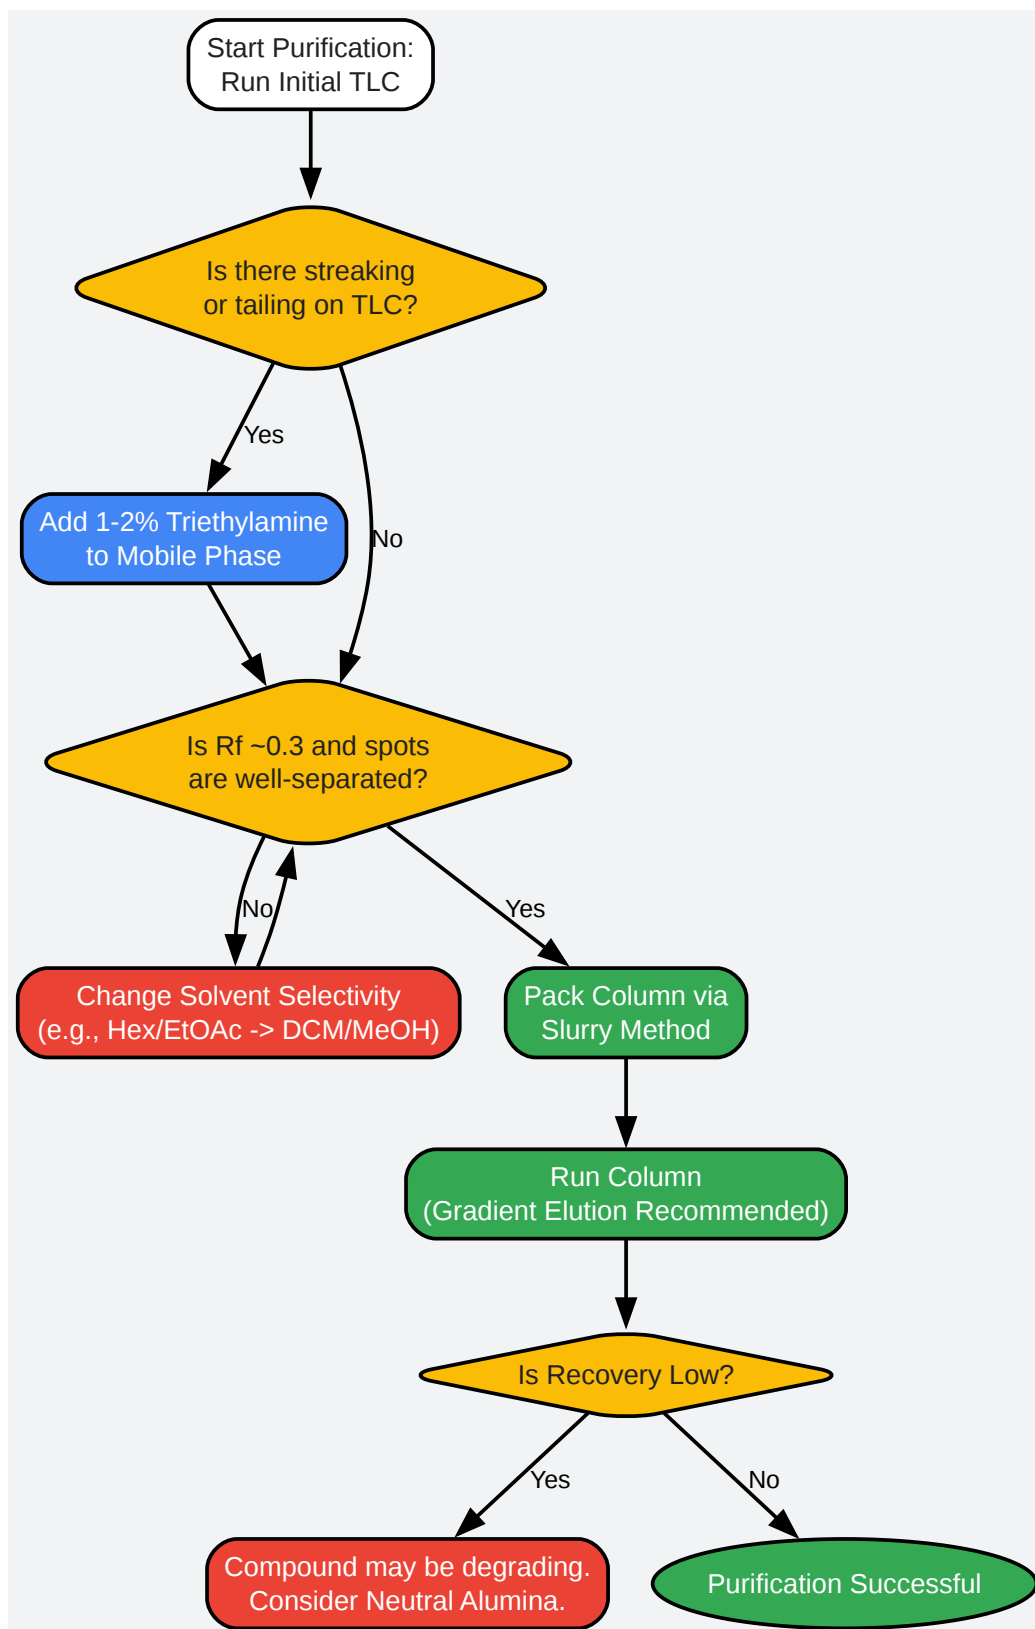 Start Purification:
Run Initial TLC
Is there streaking
or tailing on TLC?
Yes
No
Add 1-2% Triethylamine
to Mobile Phase
Is Rf ~0.3 and spots
are well-separated?
No
Yes
Change Solvent Selectivity
(e.g., Hex/EtOAc -> DCM/MeOH)
Pack Column via
Slurry Method
Run Column
(Gradient Elution Recommended)
Is Recovery Low?
Yes
No
Compound may be degrading.
Consider Neutral Alumina.
Purification Successful